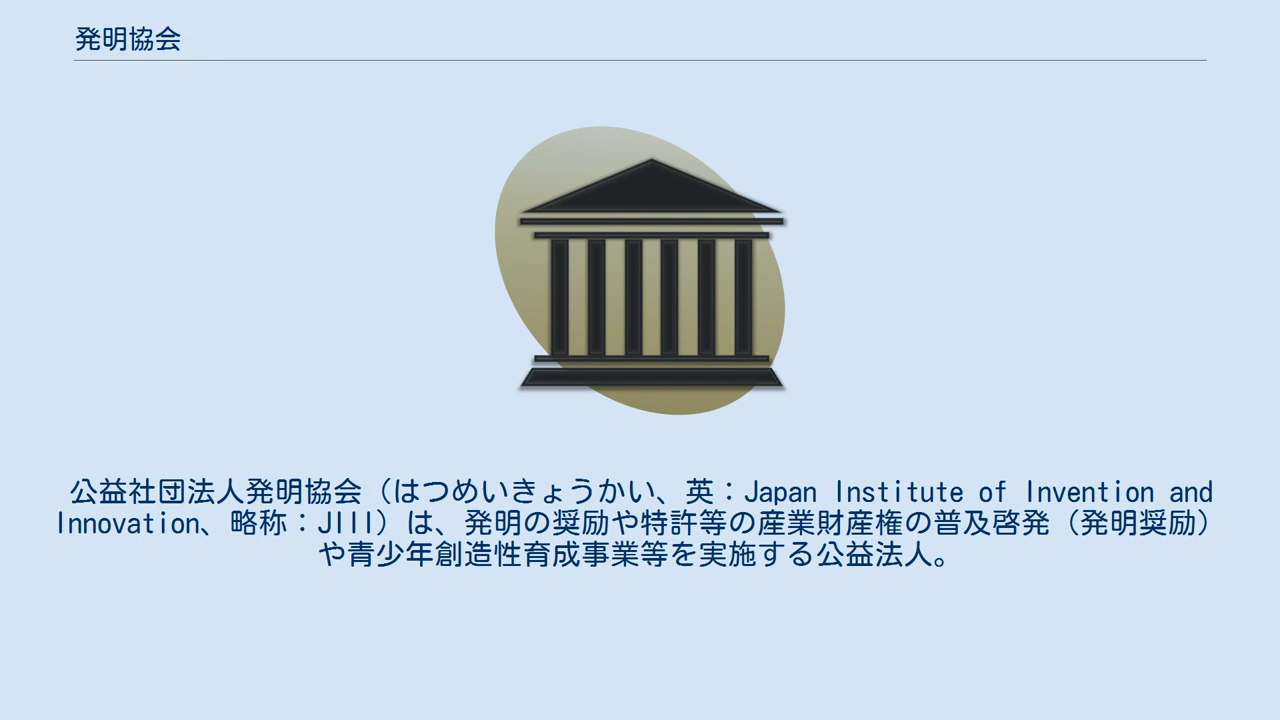 発明協会
公益社団法人発明協会（はつめいきょうかい、英：Japan Institute of Invention and
Innovation、略称：JIII）は、発明の奨励や特許等の産業財産権の普及啓発（発明奨励）
や青少年創造性育成事業等を実施する公益法人。